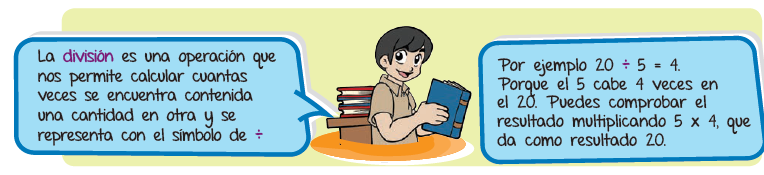 La división es una operación que
nos permite calcular cuantas
veces se encuentra contenida
una cantidad en otra y se
representa con el símbolo de ÷
Por ejemplo 20 ÷ 5 = 4.
Porque el 5 cabe 4 veces en
el 20. Puedes comprobar el
resultado multiplicando 5 x 4, que
da como resultado 20.